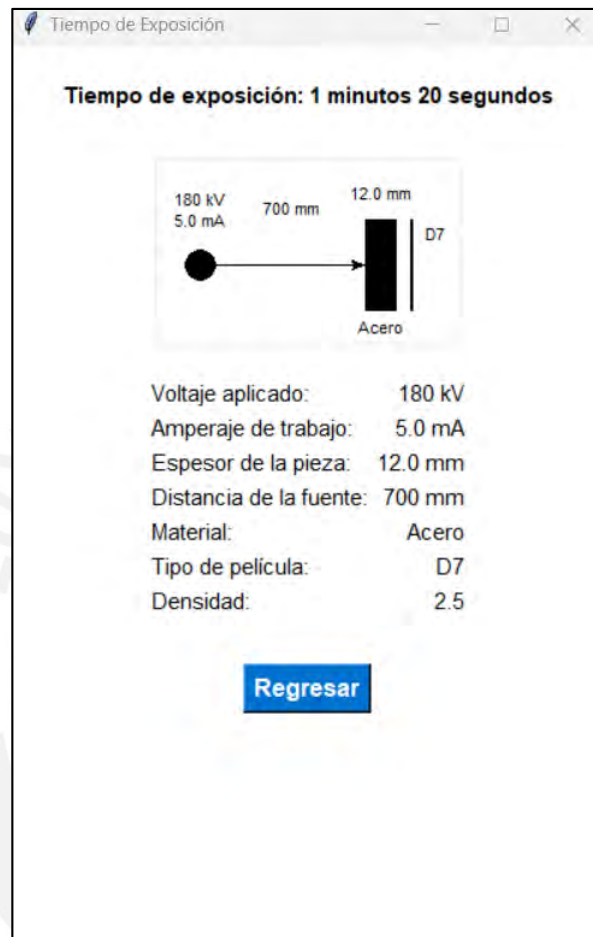 Tiempo de Exposición
Tiempo de exposición: 1 minutos 20 segundos
180 kV
5.0 mA
700 mm
12.0 mm
D7
Acero
Voltaje aplicado: 180 kV
Amperaje de trabajo: 5.0 mA
Espesor de la pieza: 12.0 mm
Distancia de la fuente: 700 mm
Material: Acero
Tipo de película: D7
Densidad: 2.5
Regresar